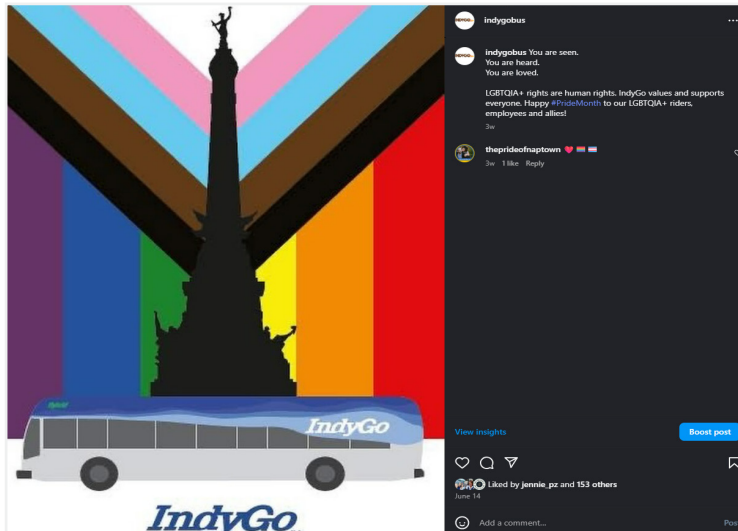 indygobus
indygobus You are seen.
You are heard.
You are loved.
LGBTQIA+ rights are human rights. IndyGo values and supports
everyone. Happy #PrideMonth to our LGBTQIA+ riders,
employees and allies!
3w
theprideofnaptown
3w 1 like Reply
Hybrid
IndyGo
IndyGo
View insights
Boost post
Liked by jennie_pz and 153 others
June 14
Add a comment...
Pos